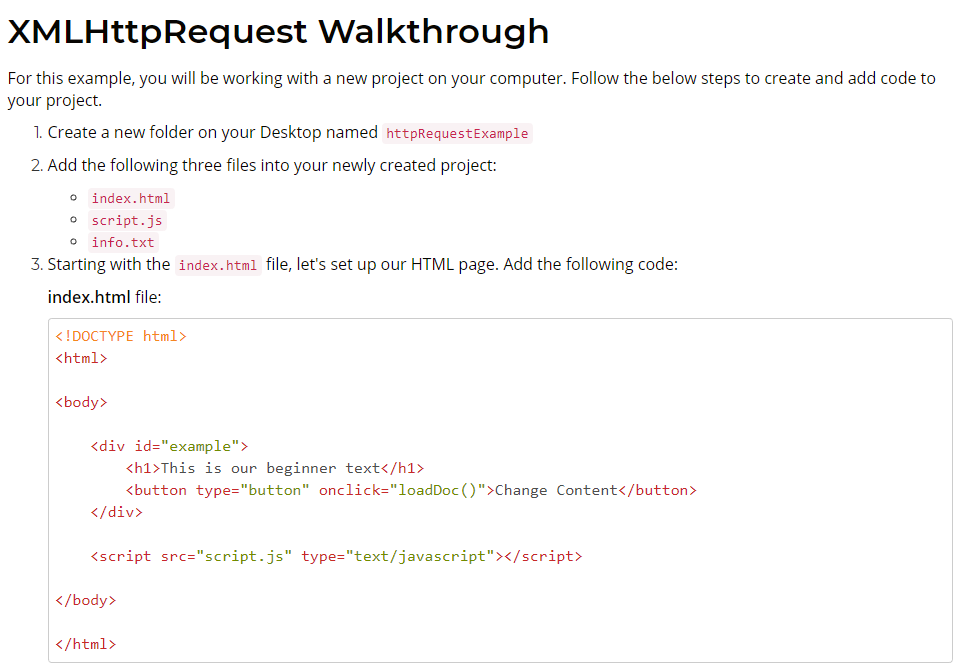 XMLHttpRequest Walkthrough
For this example, you will be working with a new project on your computer. Follow the below steps to create and add code to
your project.
1. Create a new folder on your Desktop named httpRequestExample
2. Add the following three files into your newly created project:
index.html
script.js
info.txt
3. Starting with the index.html file, let's set up our HTML page. Add the following code:
index.html file:
<!DOCTYPE html>
<html>
<body>
<div id="example">
<h1>This is our beginner text</h1>
<button type="button" onclick="loadDoc()">Change Content</button>
</div>
<script src="script.js" type="text/javascript"></script>
</body>
</html>